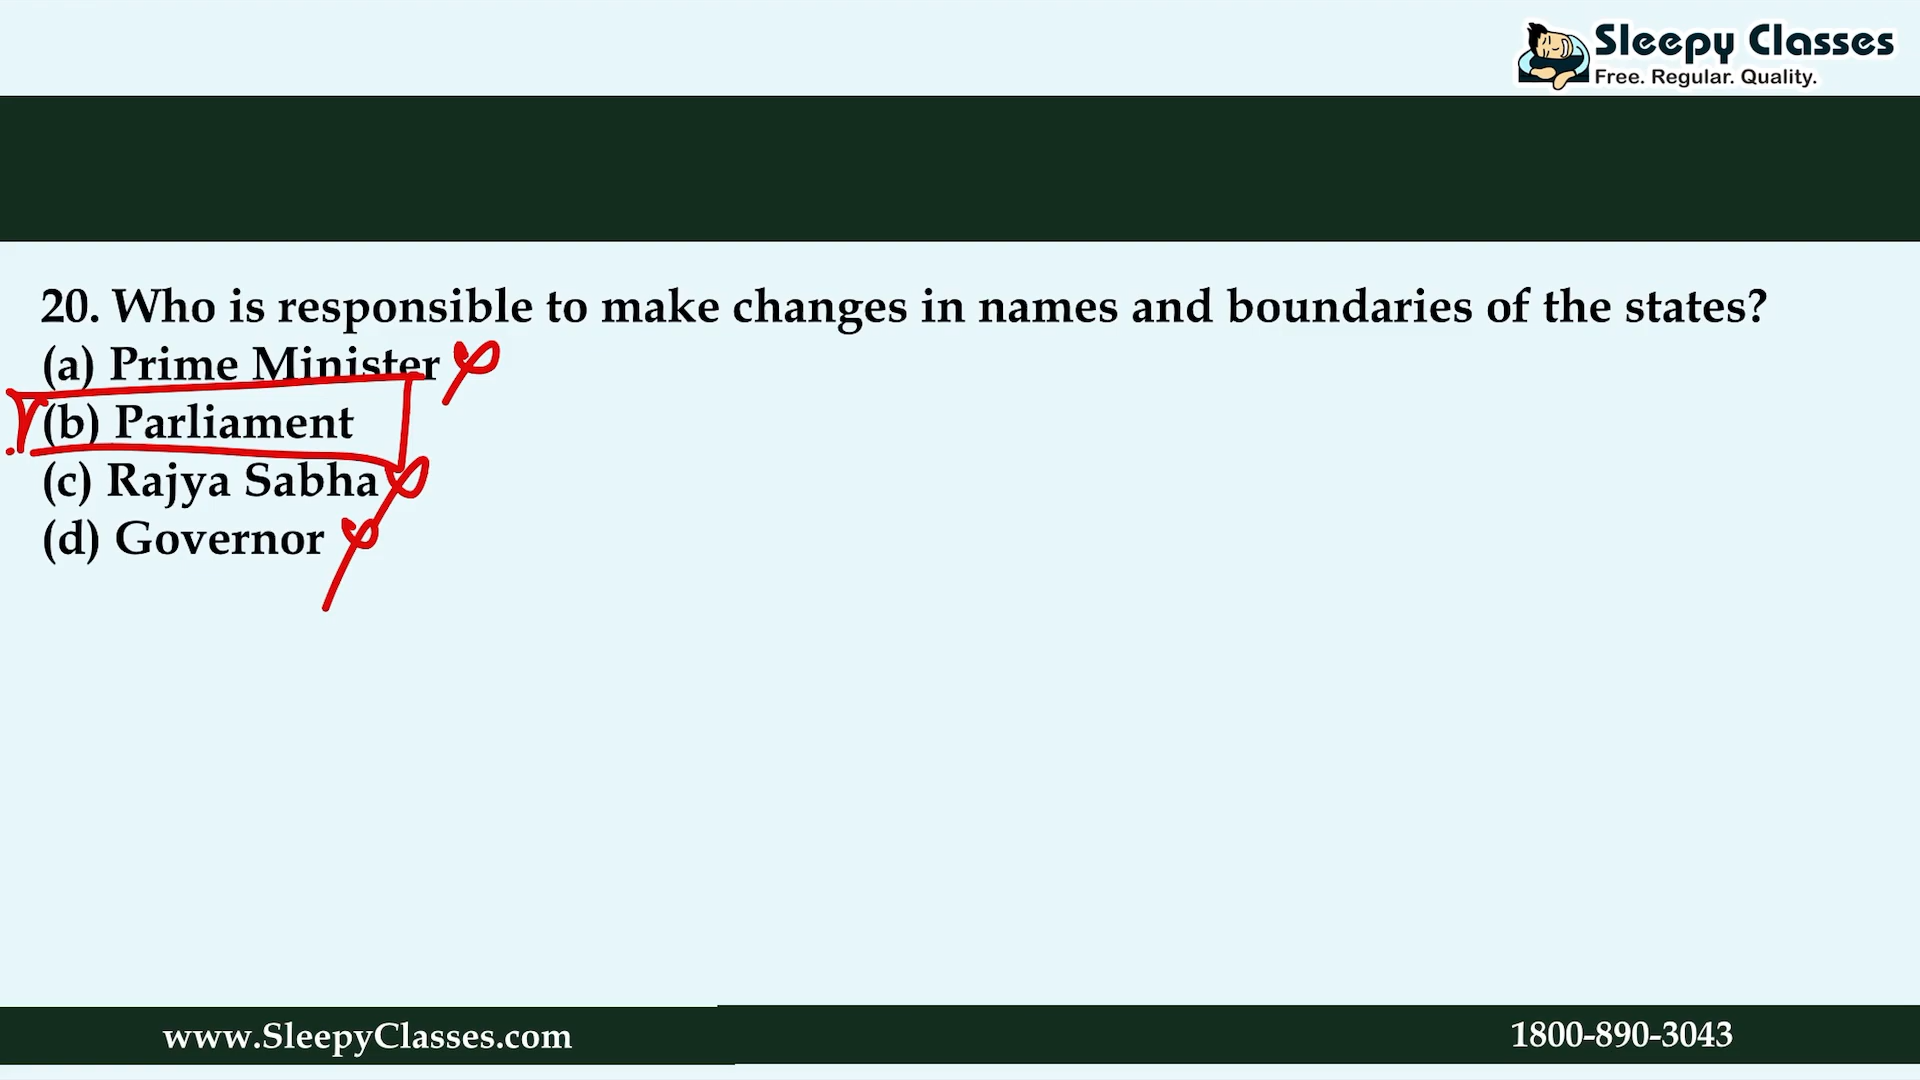 Sleepy Classes
Free. Regular. Quality.
20. Who is responsible to make changes in names and boundaries of the states?
(a) Prime Minister
(b) Parliament
(c) Rajya Sabha
(d) Governor
www.SleepyClasses.com
1800-890-3043